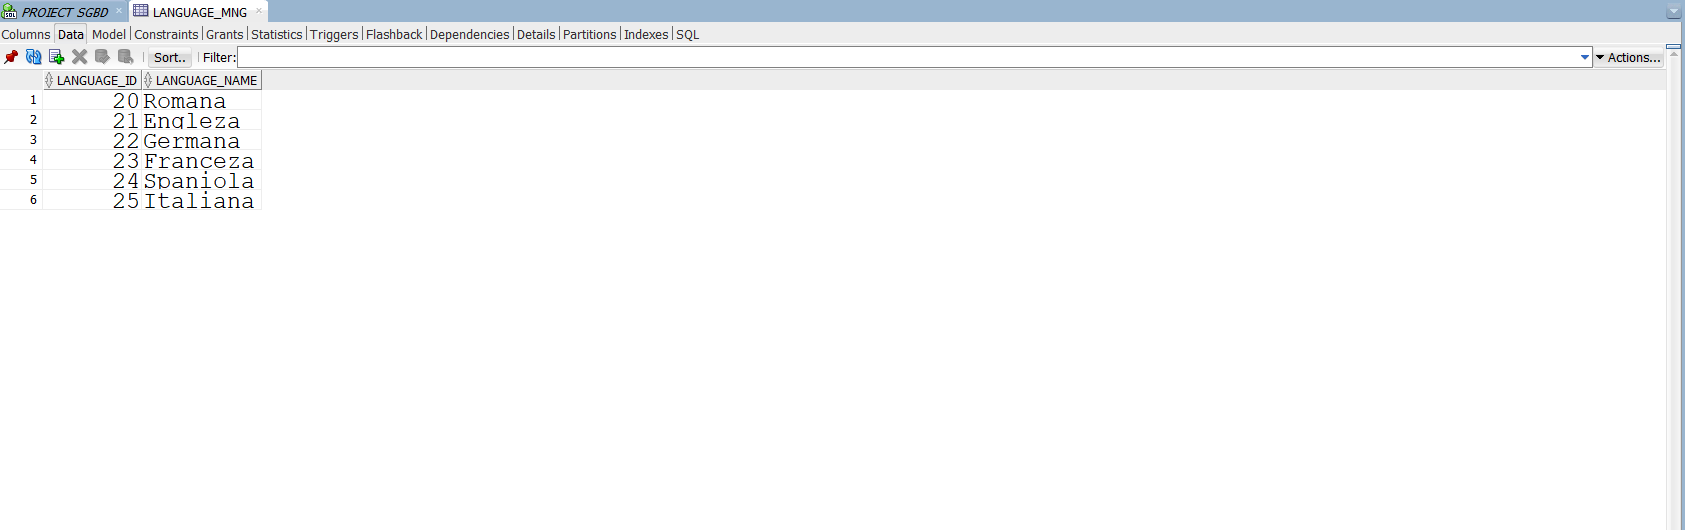 PROIECT SGBD LANGUAGE_MNG
Columns Data Model Constraints Grants Statistics Triggers Flashback Dependencies Details Partitions Indexes SQL
Sort.. Filter: Actions...
LANGUAGE_ID LANGUAGE_NAME
1 20 Romana
2 21 Engleza
3 22 Germana
4 23 Franceza
5 24 Spaniola
6 25 Italiana